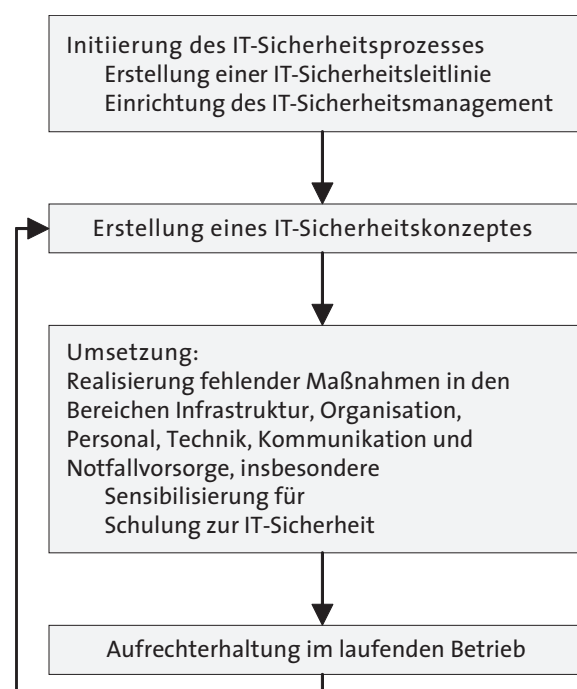 Initiierung des IT-Sicherheitsprozesses
Erstellung einer IT-Sicherheitsleitlinie
Einrichtung des IT-Sicherheitsmanagement
Erstellung eines IT-Sicherheitskonzeptes
Umsetzung:
Realisierung fehlender Maßnahmen in den
Bereichen Infrastruktur, Organisation,
Personal, Technik, Kommunikation und
Notfallvorsorge, insbesondere
Sensibilisierung für
Schulung zur IT-Sicherheit
Aufrechterhaltung im laufenden Betrieb